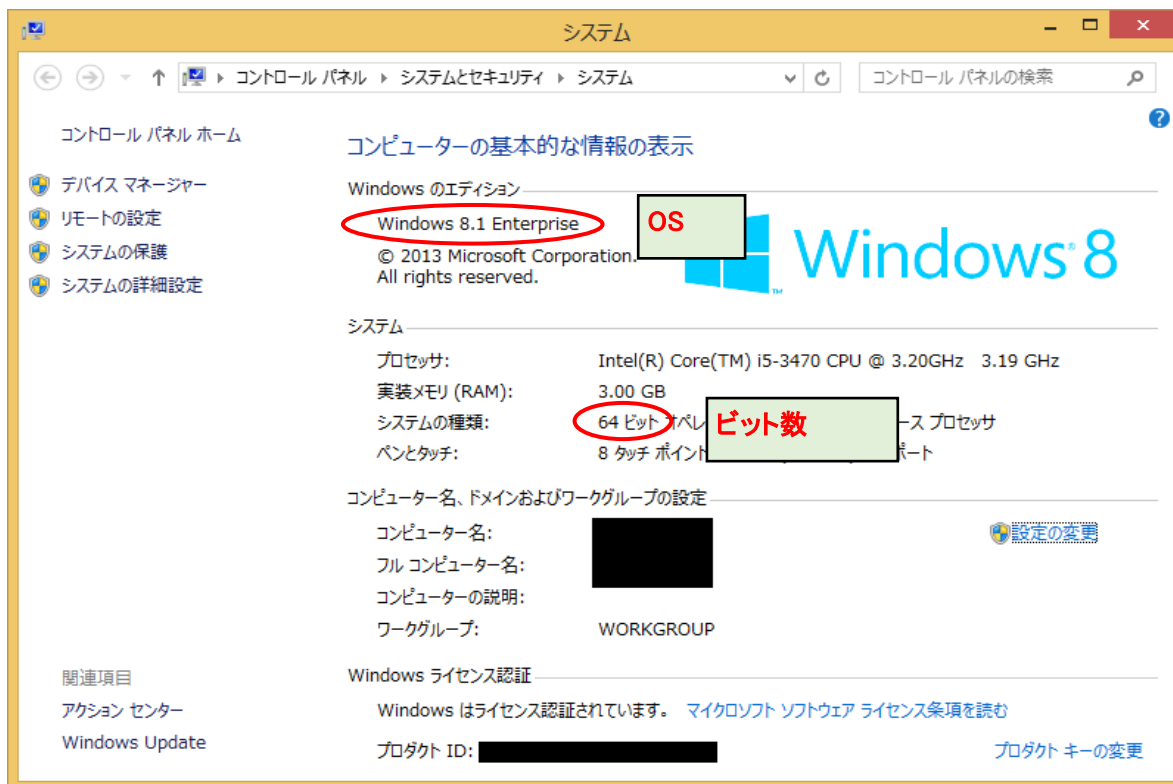 システム
コントロール パネル システムとセキュリティ システム
コントロール パネルの検索
コントロール パネル ホーム
デバイス マネージャー
リモートの設定
システムの保護
システムの詳細設定
関連項目
アクション センター
Windows Update
コンピューターの基本的な情報の表示
Windows のエディション
Windows 8.1 Enterprise
OS
© 2013 Microsoft Corporation.
All rights reserved.
Windows 8
TM
システム
プロセッサ: Intel(R) Core(TM) i5-3470 CPU @ 3.20GHz 3.19 GHz
実装メモリ (RAM): 3.00 GB
システムの種類: 64 ビット オペレ ース プロセッサ
ビット数
ペンとタッチ: 8 タッチ ポイント ポート
コンピューター名、ドメインおよびワークグループの設定
コンピューター名:
設定の変更
フル コンピューター名:
コンピューターの説明:
ワークグループ: WORKGROUP
Windows ライセンス認証
Windows はライセンス認証されています。 マイクロソフト ソフトウェア ライセンス条項を読む
プロダクト ID:
プロダクト キーの変更